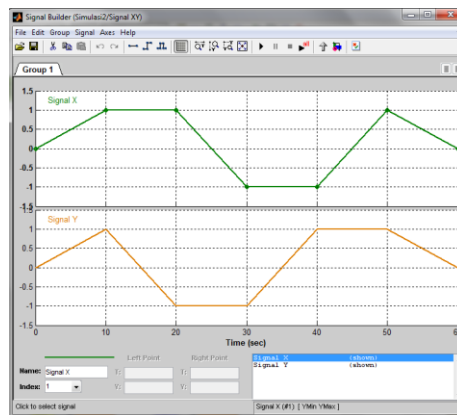 Signal Builder (Simulasi2/Signal XY)
File Edit Group Signal Axes Help
Group 1
Signal X
1.5
1
0.5
0
-0.5
-1
-1.5
Signal Y
1.5
1
0.5
0
-0.5
-1
-1.5
0 10 20 30 40 50 60
Time (sec)
Left Point Right Point
Name: Signal X T: T:
Index: 1 Y: Y:
Signal X (shown)
Signal Y (shown)
Click to select signal
Signal X (#1) [ YMin YMax ]